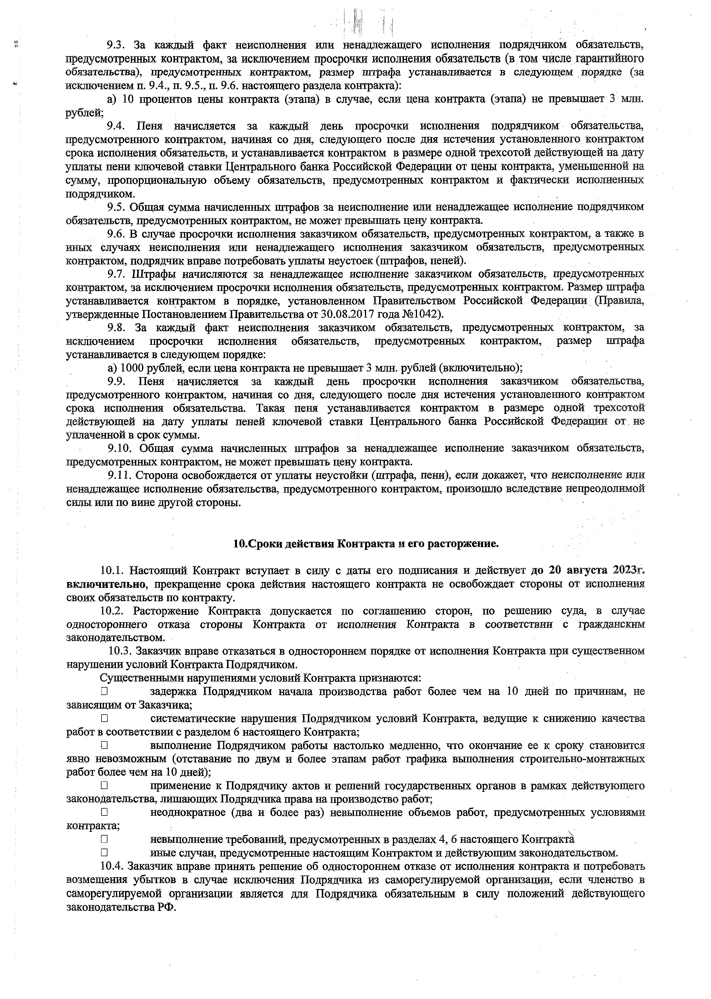 9.3. За каждый факт неисполнения или ненадлежащего исполнения подрядчиком обязательств,
предусмотренных контрактом, за исключением просрочки исполнения обязательств (в том числе гарантийного
обязательства), предусмотренных контрактом, размер штрафа устанавливается в следующем порядке (за
исключением п. 9.4., п. 9.5., п. 9.6. настоящего раздела контракта):
а) 10 процентов цены контракта (этапа) в случае, если цена контракта (этапа) не превышает 3 млн.
рублей;
9.4. Пеня начисляется за каждый день просрочки исполнения подрядчиком обязательства,
предусмотренного контрактом, начиная со дня, следующего после дня истечения установленного контрактом
срока исполнения обязательств, и устанавливается контрактом в размере одной трехсотой действующей на дату
уплаты пени ключевой ставки Центрального банка Российской Федерации от цены контракта, уменьшенной на
сумму, пропорциональную объему обязательств, предусмотренных контрактом и фактически исполненных
подрядчиком.
9.5. Общая сумма начисленных штрафов за неисполнение или ненадлежащее исполнение подрядчиком
обязательств, предусмотренных контрактом, не может превышать цену контракта.
9.6. В случае просрочки исполнения заказчиком обязательств, предусмотренных контрактом, а также в
иных случаях неисполнения или ненадлежащего исполнения заказчиком обязательств, предусмотренных
контрактом, подрядчик вправе потребовать уплаты неустоек (штрафов, пеней).
9.7. Штрафы начисляются за ненадлежащее исполнение заказчиком обязательств, предусмотренных
контрактом, за исключением просрочки исполнения обязательств, предусмотренных контрактом. Размер штрафа
устанавливается контрактом в порядке, установленном Правительством Российской Федерации (Правила,
утвержденные Постановлением Правительства от 30.08.2017 года №1042).
9.8. За каждый факт неисполнения заказчиком обязательств, предусмотренных контрактом, за
исключением просрочки исполнения обязательств, предусмотренных контрактом, размер штрафа
устанавливается в следующем порядке:
а) 1000 рублей, если цена контракта не превышает 3 млн. рублей (включительно);
9.9. Пеня начисляется за каждый день просрочки исполнения заказчиком обязательства,
предусмотренного контрактом, начиная со дня, следующего после дня истечения установленного контрактом
срока исполнения обязательства. Такая пеня устанавливается контрактом в размере одной трехсотой
действующей на дату уплаты пеней ключевой ставки Центрального банка Российской Федерации от не
уплаченной в срок суммы.
9.10. Общая сумма начисленных штрафов за ненадлежащее исполнение заказчиком обязательств,
предусмотренных контрактом, не может превышать цену контракта.
9.11. Сторона освобождается от уплаты неустойки (штрафа, пени), если докажет, что неисполнение или
ненадлежащее исполнение обязательства, предусмотренного контрактом, произошло вследствие непреодолимой
силы или по вине другой стороны.
10.Сроки действия Контракта и его расторжение.
10.1. Настоящий Контракт вступает в силу с даты его подписания и действует до 20 августа 2023г.
включительно, прекращение срока действия настоящего контракта не освобождает стороны от исполнения
своих обязательств по контракту.
10.2. Расторжение Контракта допускается по соглашению сторон, по решению суда, в случае
одностороннего отказа стороны Контракта от исполнения Контракта в соответствии с гражданским
законодательством.
10.3. Заказчик вправе отказаться в одностороннем порядке от исполнения Контракта при существенном
нарушении условий Контракта Подрядчиком.
Существенными нарушениями условий Контракта признаются:
□ задержка Подрядчиком начала производства работ более чем на 10 дней по причинам, не
зависящим от Заказчика;
□ систематические нарушения Подрядчиком условий Контракта, ведущие к снижению качества
работ в соответствии с разделом 6 настоящего Контракта;
□ выполнение Подрядчиком работы настолько медленно, что окончание ее к сроку становится
явно невозможным (отставание по двум и более этапам работ графика выполнения строительно-монтажных
работ более чем на 10 дней);
□ применение к Подрядчику актов и решений государственных органов в рамках действующего
законодательства, лишающих Подрядчика права на производство работ;
□ неоднократное (два и более раз) невыполнение объемов работ, предусмотренных условиями
контракта;
□ невыполнение требований, предусмотренных в разделах 4, 6 настоящего Контракта
□ иные случаи, предусмотренные настоящим Контрактом и действующим законодательством.
10.4. Заказчик вправе принять решение об одностороннем отказе от исполнения контракта и потребовать
возмещения убытков в случае исключения Подрядчика из саморегулируемой организации, если членство в
саморегулируемой организации является для Подрядчика обязательным в силу положений действующего
законодательства РФ.